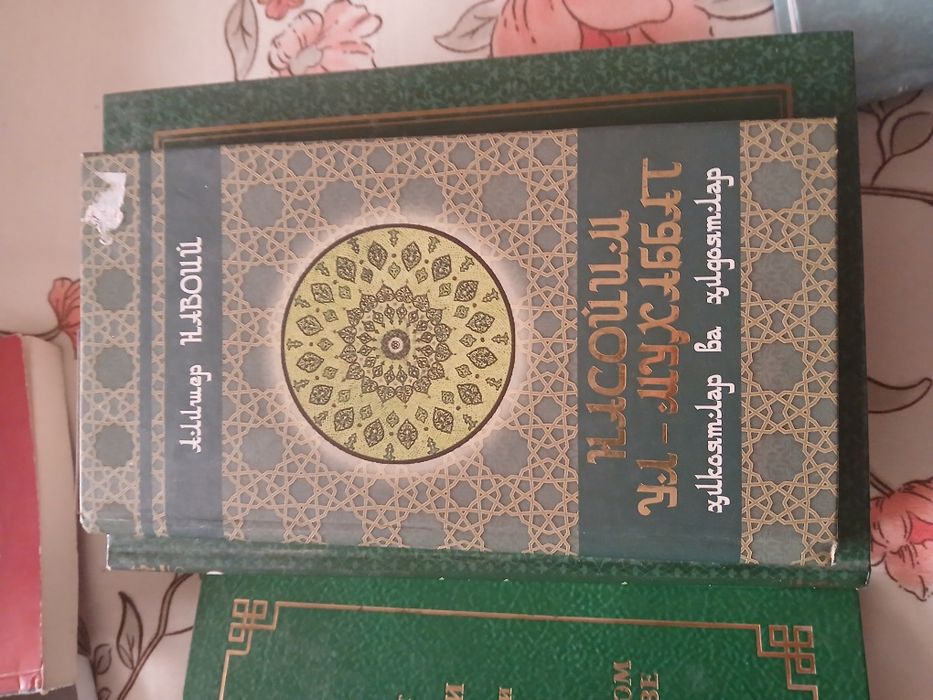 Алишер НАВОИЙ
НАСОЙИМ
УЛ – МУҲАББАТ
ҳикоятлар ва ҳидоятлар